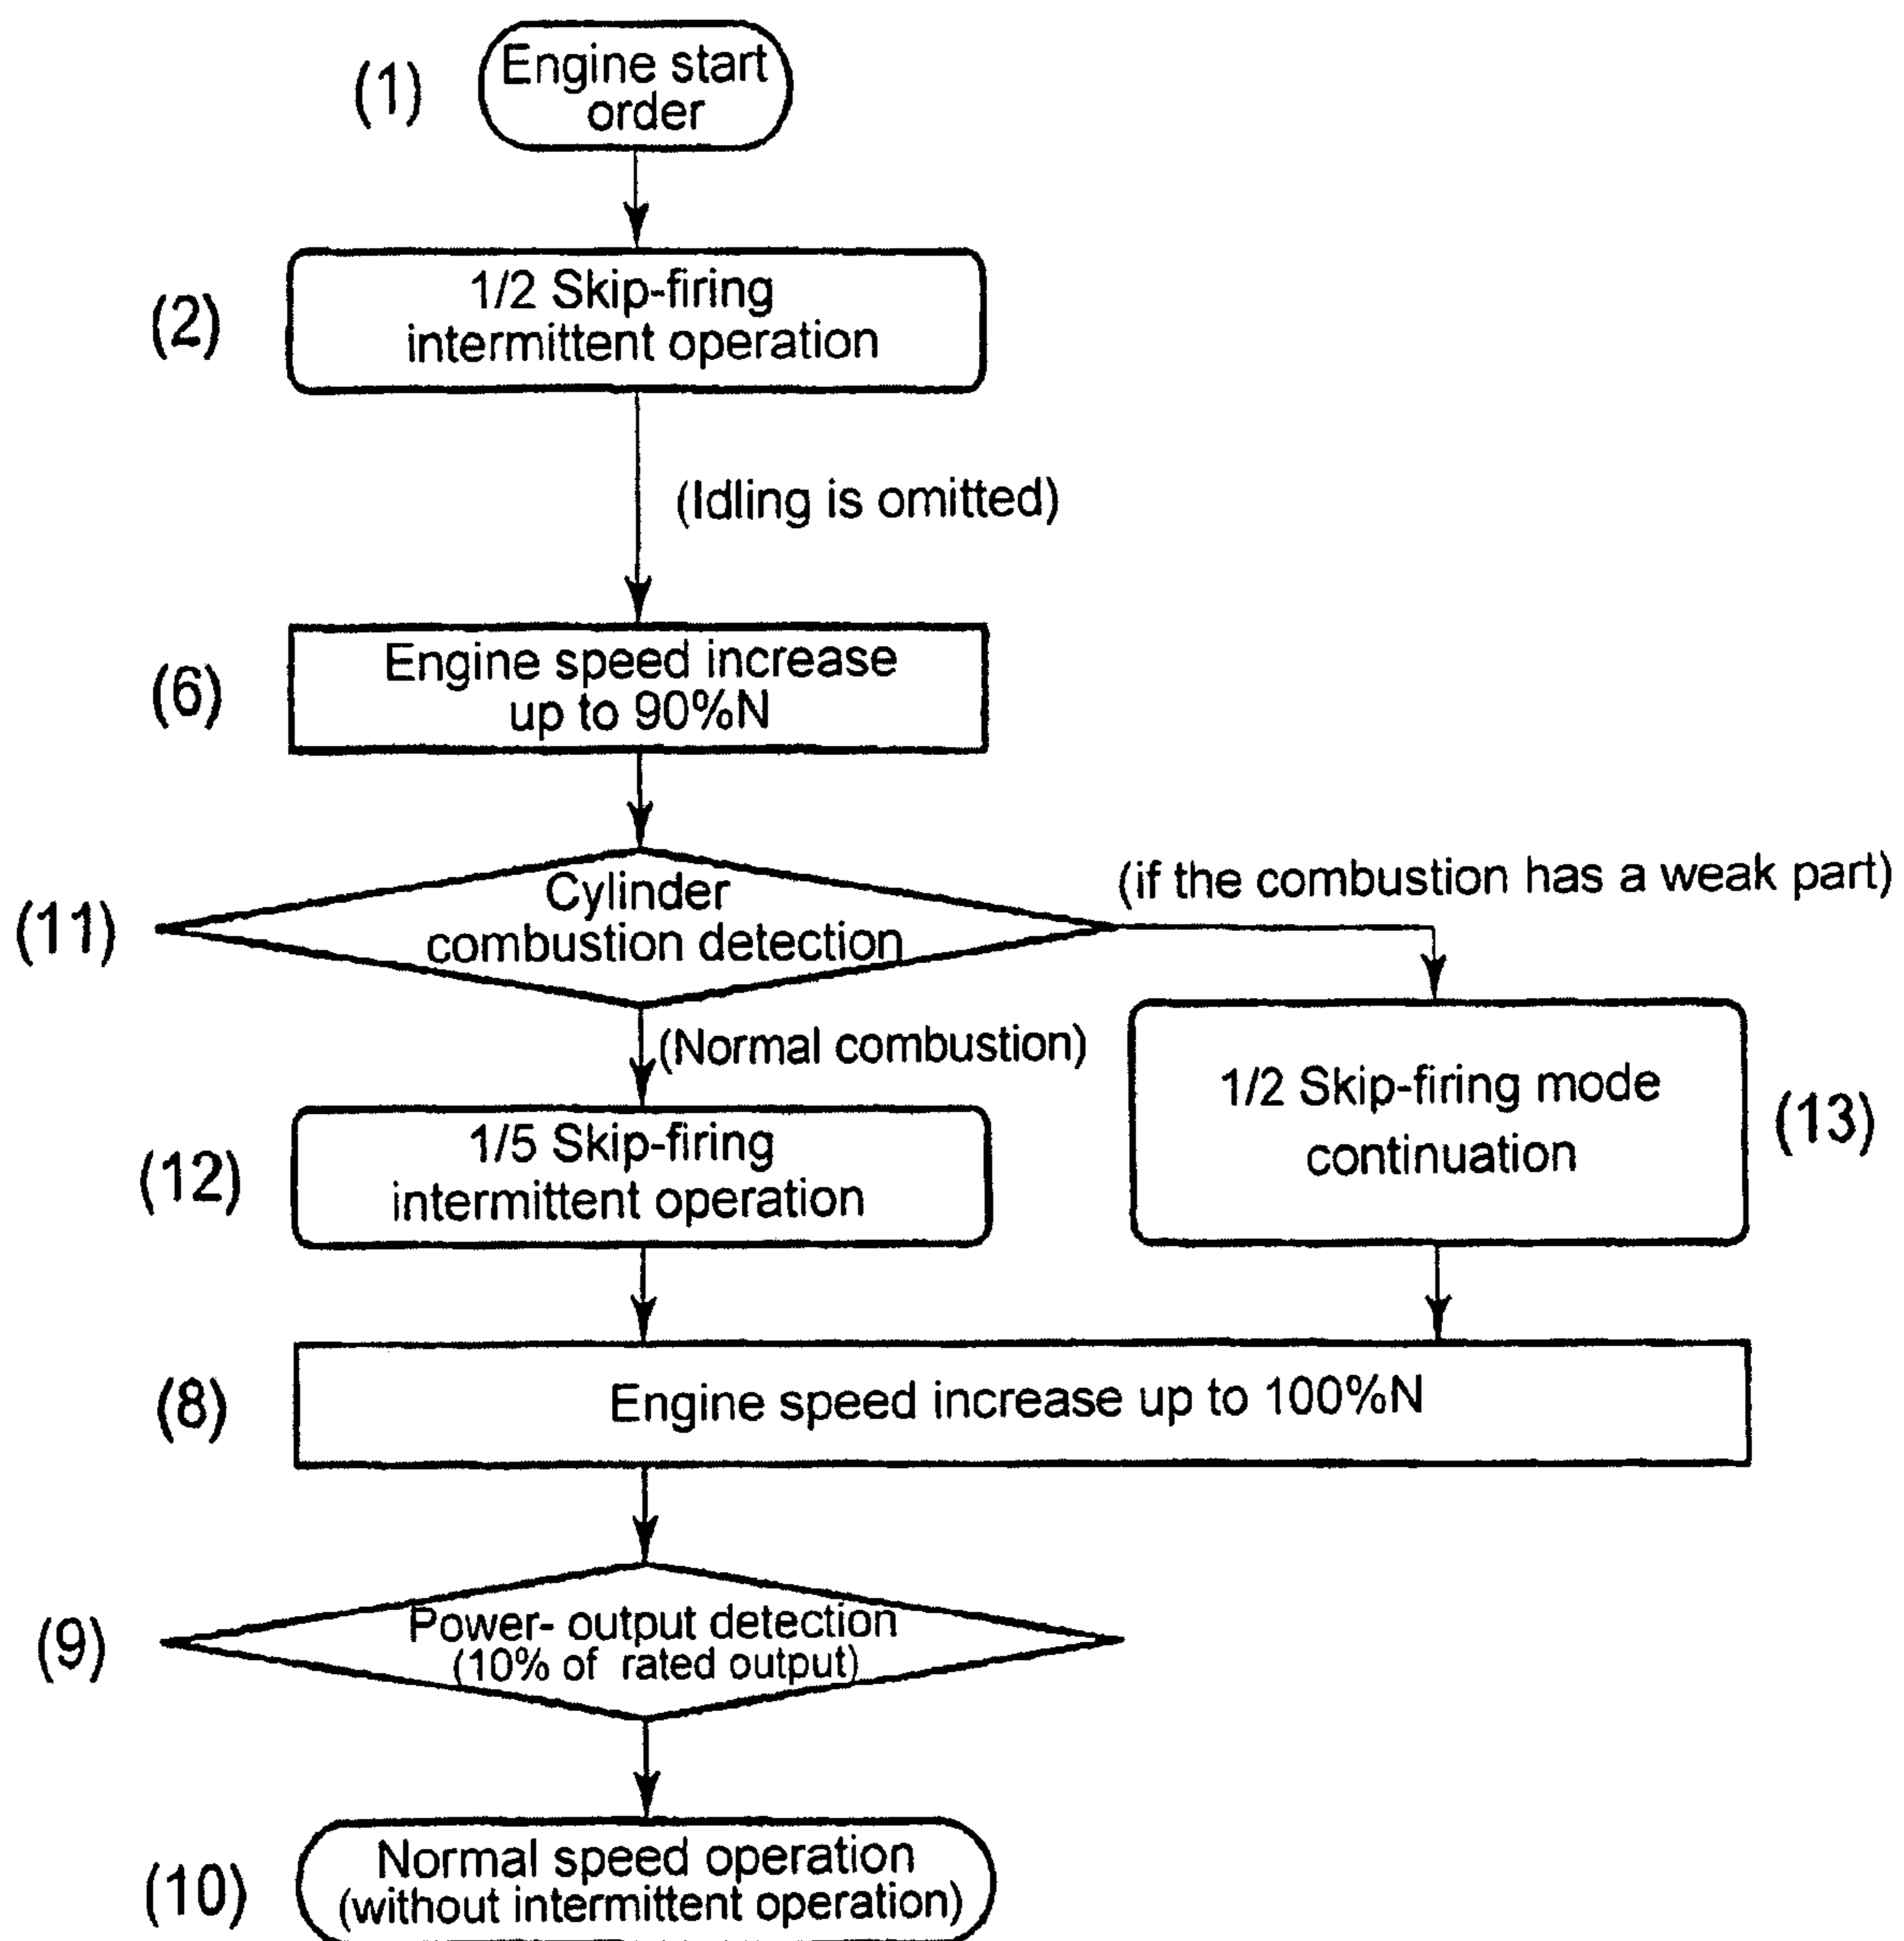 (1)
Engine start
order
(2)
1/2 Skip-firing
intermittent operation
(Idling is omitted)
(6)
Engine speed increase
up to 90%N
(11)
Cylinder
combustion detection
(if the combustion has a weak part)
(Normal combustion)
(12)
1/5 Skip-firing
intermittent operation
1/2 Skip-firing mode
continuation
(13)
(8)
Engine speed increase up to 100%N
(9)
Power- output detection
(10% of rated output)
(10)
Normal speed operation
(without intermittent operation)